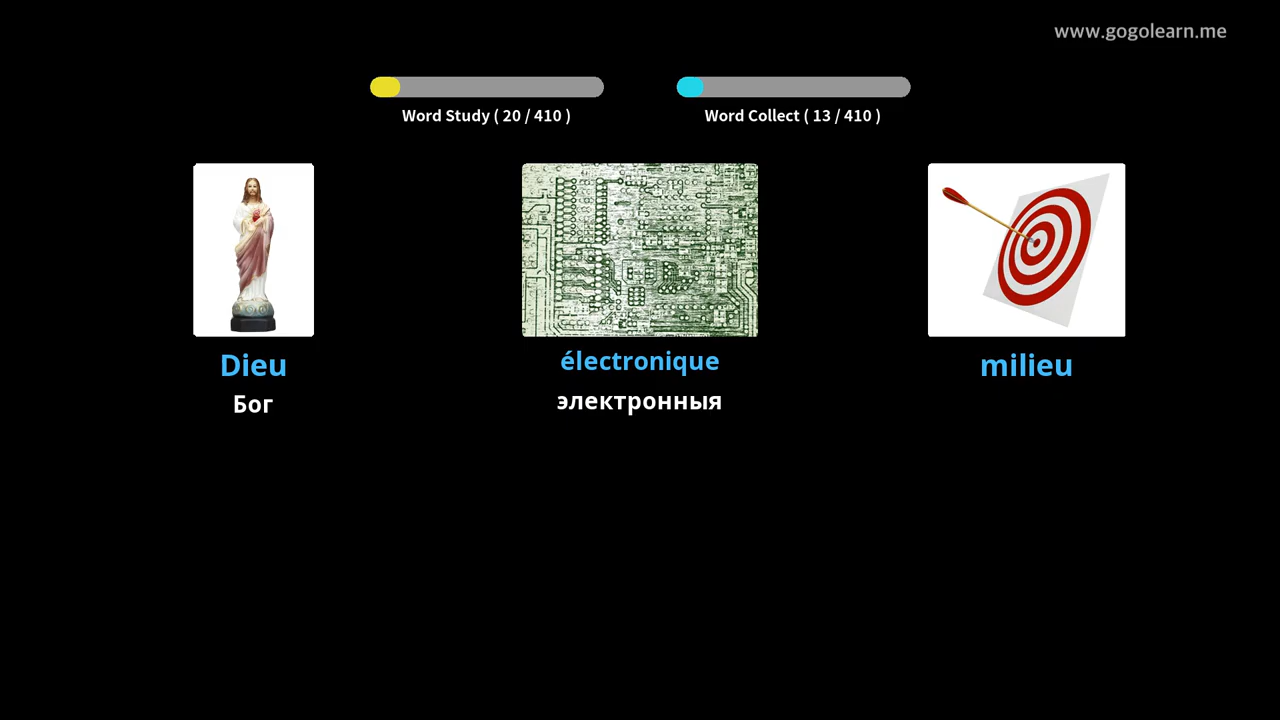 www.gogolearn.me
Word Study ( 20 / 410 )
Word Collect ( 13 / 410 )
Dieu
électronique
milieu
Бог
электронныя